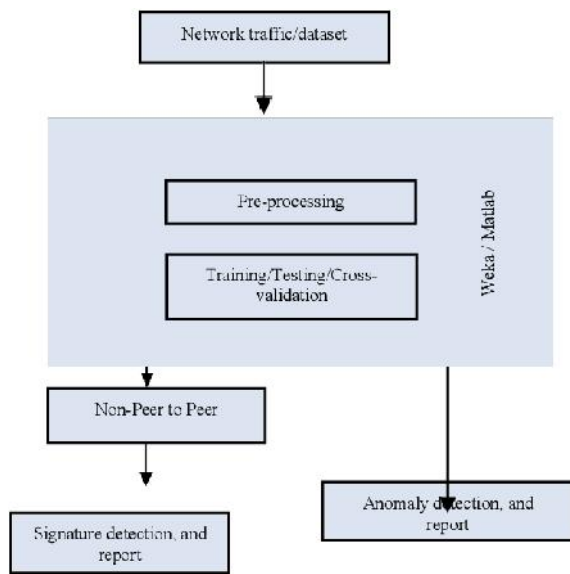 Network traffic/dataset
Pre-processing
Weka / Matlab
Training/Testing/Cross-
validation
Non-Peer to Peer
Anomaly detection, and
report
Signature detection, and
report